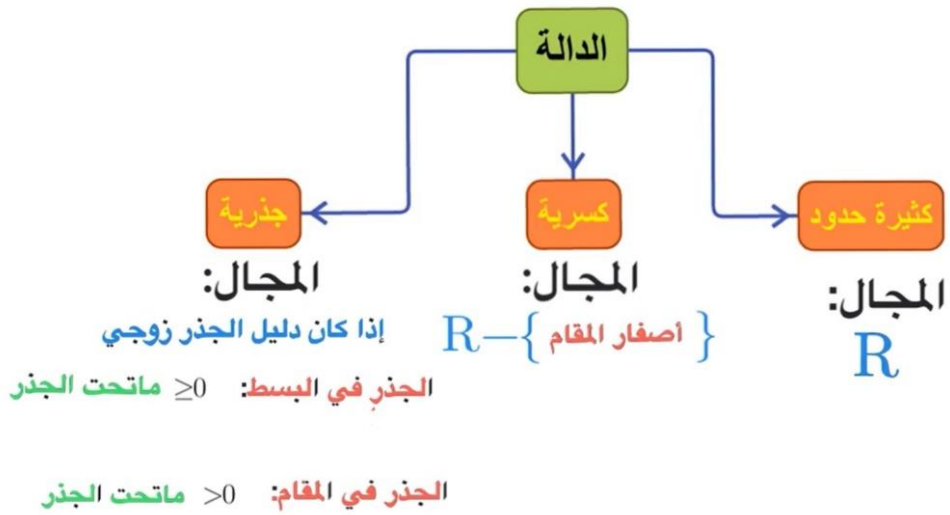 الدالة
كثيرة حدود
كسرية
جذرية
المجال:
R
المجال:
R–{ أصفار المقام }
المجال:
إذا كان دليل الجذر زوجي
الجذر في البسط: ماتحت الجذر ≥0
الجذر في المقام: ماتحت الجذر >0